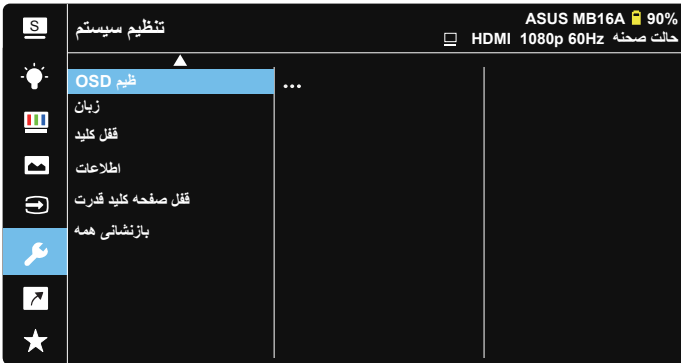 S
تنظیم سیستم
ASUS MB16A 90%
حالت صحنه HDMI 1080p 60Hz
ظیم OSD
...
زبان
قفل کلید
اطلاعات
قفل صفحه کلید قدرت
بازنشانی همه